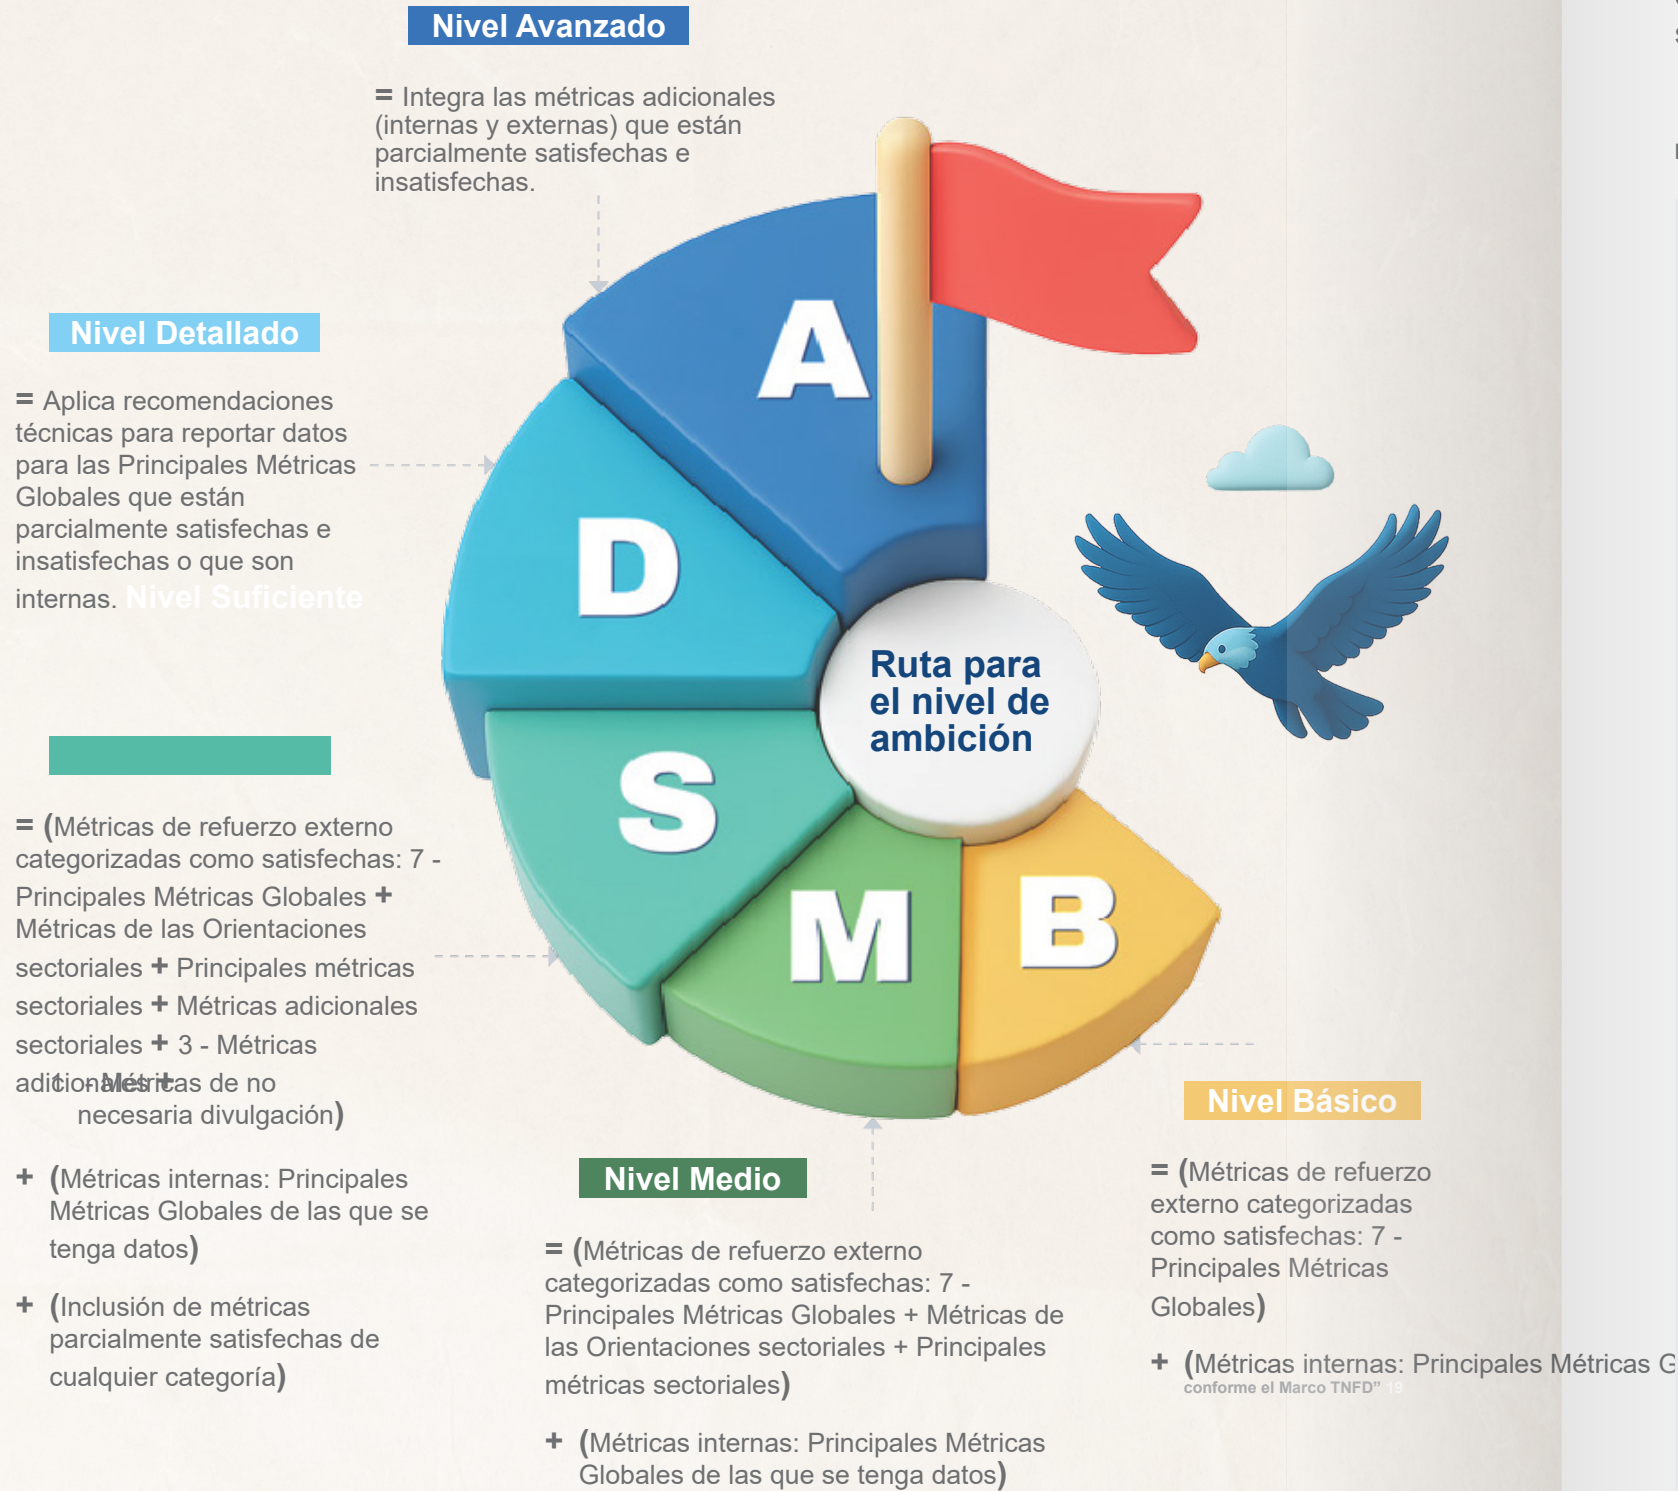 Nivel Avanzado
= Integra las métricas adicionales
(internas y externas) que están
parcialmente satisfechas e
insatisfechas.
Nivel Detallado
= Aplica recomendaciones
técnicas para reportar datos
para las Principales Métricas
Globales que están
parcialmente satisfechas e
insatisfechas o que son
internas. Nivel Suficiente
= (Métricas de refuerzo externo
categorizadas como satisfechas: 7 -
Principales Métricas Globales +
Métricas de las Orientaciones
sectoriales + Principales métricas
sectoriales + Métricas adicionales
sectoriales + 3 - Métricas
adicionales +
- Métricas de no
necesaria divulgación)
+ (Métricas internas: Principales
Métricas Globales de las que se
tenga datos)
+ (Inclusión de métricas
parcialmente satisfechas de
cualquier categoría)
A
D
S
M
B
Ruta para
el nivel de
ambición
Nivel Medio
= (Métricas de refuerzo externo
categorizadas como satisfechas: 7 -
Principales Métricas Globales + Métricas de
las Orientaciones sectoriales + Principales
métricas sectoriales)
+ (Métricas internas: Principales Métricas
Globales de las que se tenga datos)
Nivel Básico
= (Métricas de refuerzo
externo categorizadas
como satisfechas: 7 -
Principales Métricas
Globales)
+ (Métricas internas: Principales Métricas G
conforme el Marco TNFD” 19